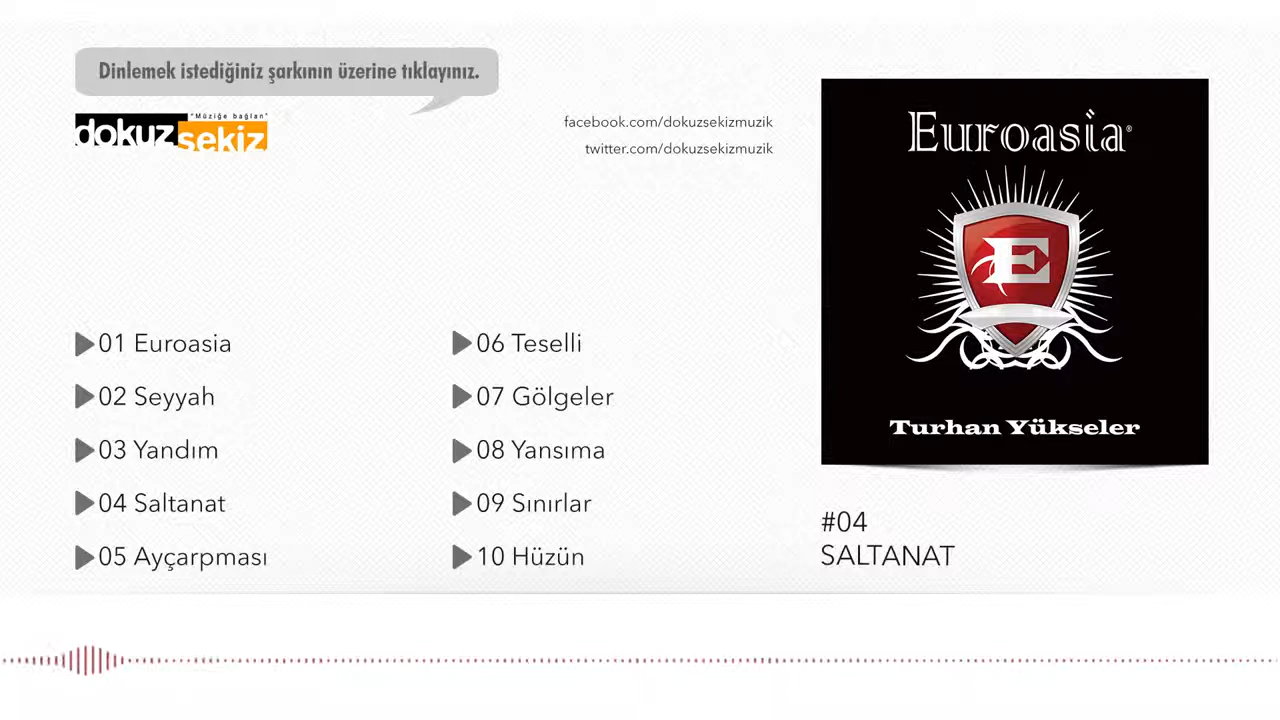 Dinlemek istediğiniz şarkının üzerine tıklayınız.
"Müziğe bağlan"
dokuz sekiz
facebook.com/dokuzsekizmuzik
twitter.com/dokuzsekizmuzik
01 Euroasia
02 Seyyah
03 Yandım
04 Saltanat
05 Ayçarpması
06 Teselli
07 Gölgeler
08 Yansıma
09 Sınırlar
10 Hüzün
Euroasia®
E
Turhan Yükseler
#04
SALTANAT